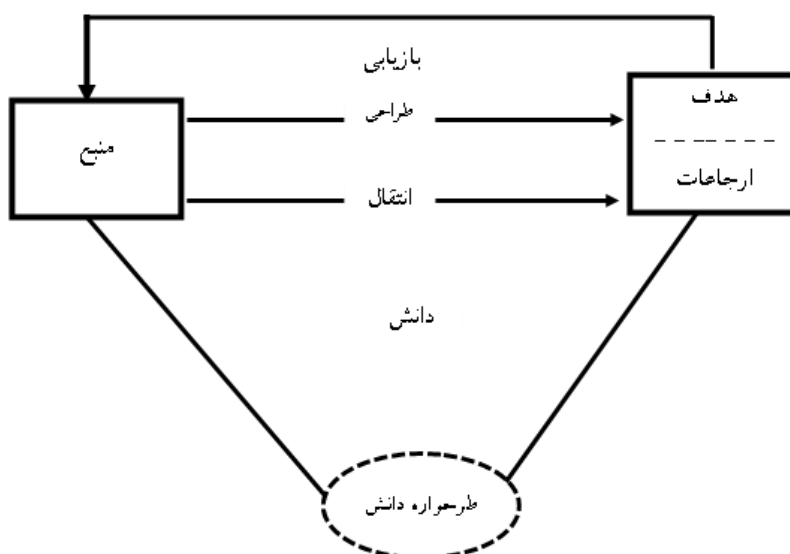 بازیابی
هدف
طراحی
منبع
ارجاعات
انتقال
دانش
طرحواره دانش